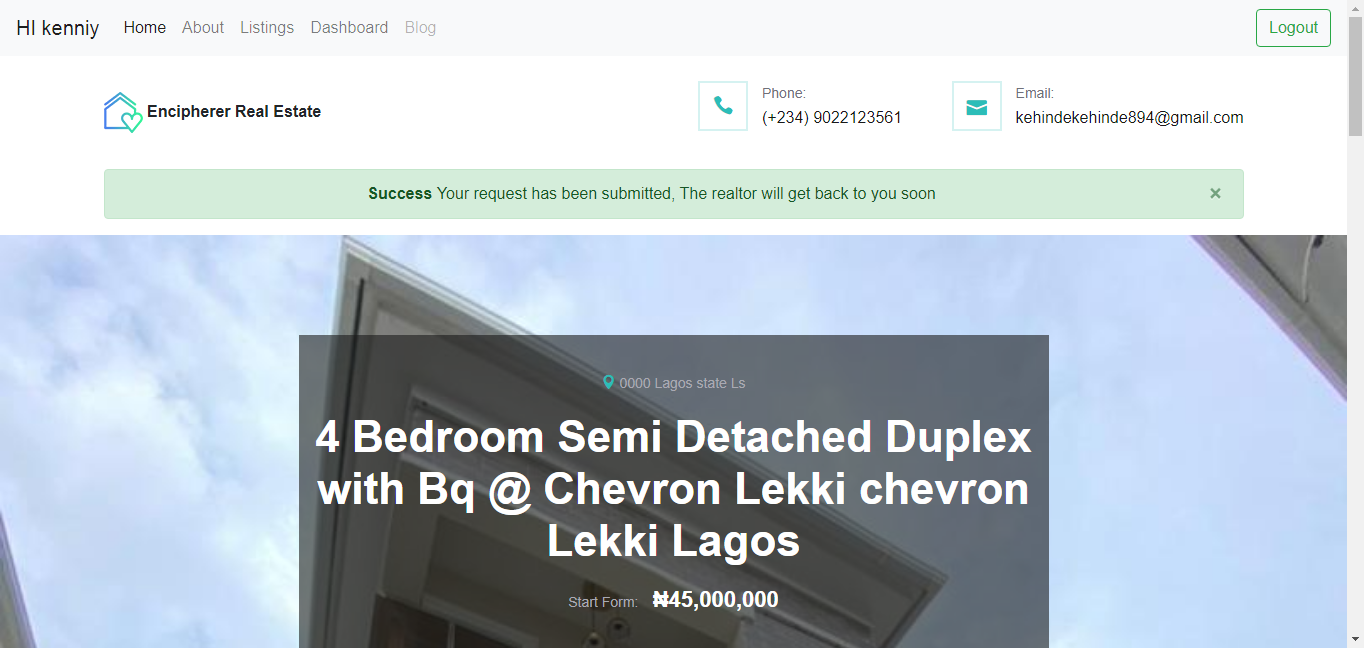 HI kenniy Home About Listings Dashboard Blog Logout
Encipherer Real Estate
Phone:
(+234) 9022123561
Email:
kehindekehinde894@gmail.com
Success Your request has been submitted, The realtor will get back to you soon ×
0000 Lagos state Ls
4 Bedroom Semi Detached Duplex
with Bq @ Chevron Lekki chevron
Lekki Lagos
Start Form: ₦45,000,000